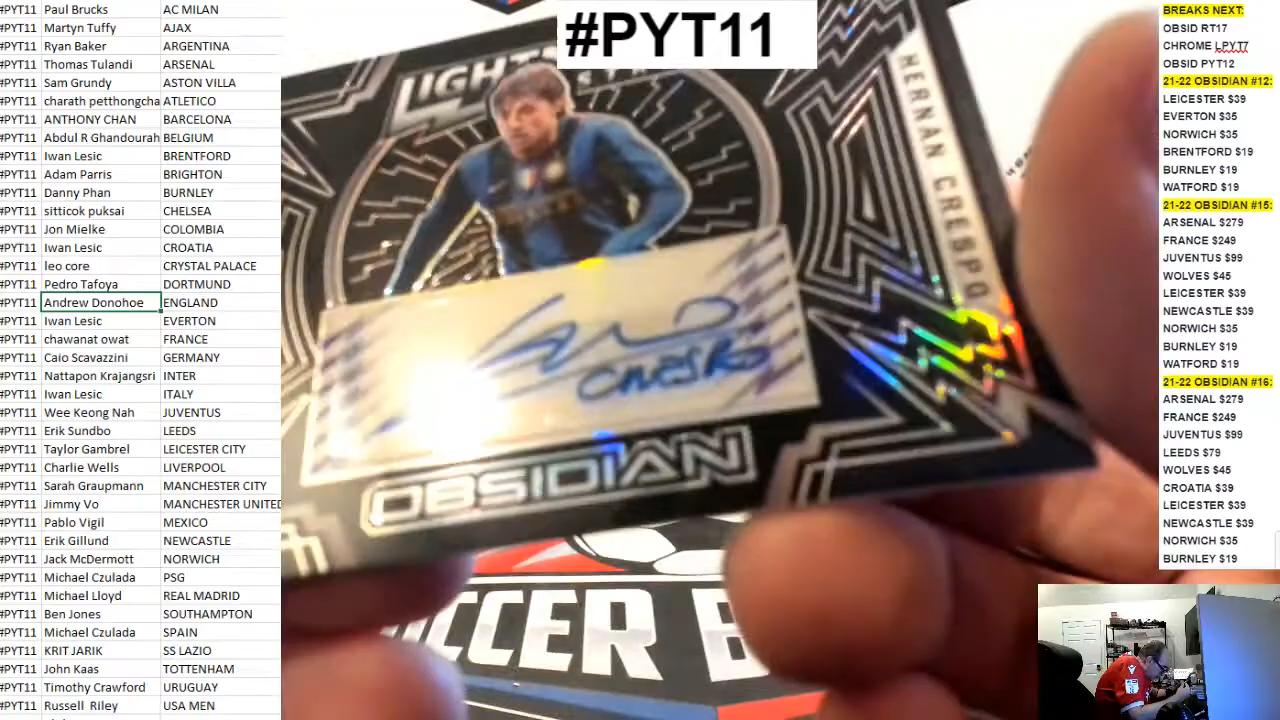 #PYT11 Paul Brucks AC MILAN
#PYT11 Martyn Tuffy AJAX
#PYT11 Ryan Baker ARGENTINA
#PYT11 Thomas Tulandi ARSENAL
#PYT11 Sam Grundy ASTON VILLA
#PYT11 charath petthongcha ATLETICO
#PYT11 ANTHONY CHAN BARCELONA
#PYT11 Abdul R Ghandourah BELGIUM
#PYT11 Iwan Lesic BRENTFORD
#PYT11 Adam Parris BRIGHTON
#PYT11 Danny Phan BURNLEY
#PYT11 sitticok puksai CHELSEA
#PYT11 Jon Mielke COLOMBIA
#PYT11 Iwan Lesic CROATIA
#PYT11 leo core CRYSTAL PALACE
#PYT11 Pedro Tafoya DORTMUND
#PYT11 Andrew Donohoe ENGLAND
#PYT11 Iwan Lesic EVERTON
#PYT11 chawanat owat FRANCE
#PYT11 Caio Scavazzini GERMANY
#PYT11 Nattapon Krajangsri INTER
#PYT11 Iwan Lesic ITALY
#PYT11 Wee Keong Nah JUVENTUS
#PYT11 Erik Sundbo LEEDS
#PYT11 Taylor Gambrel LEICESTER CITY
#PYT11 Charlie Wells LIVERPOOL
#PYT11 Sarah Graupmann MANCHESTER CITY
#PYT11 Jimmy Vo MANCHESTER UNITED
#PYT11 Pablo Vigil MEXICO
#PYT11 Erik Gillund NEWCASTLE
#PYT11 Jack McDermott NORWICH
#PYT11 Michael Czulada PSG
#PYT11 Michael Lloyd REAL MADRID
#PYT11 Ben Jones SOUTHAMPTON
#PYT11 Michael Czulada SPAIN
#PYT11 KRIT JARIK SS LAZIO
#PYT11 John Kaas TOTTENHAM
#PYT11 Timothy Crawford URUGUAY
#PYT11 Russell Riley USA MEN
#PYT11
HERNAN CRESPO
OBSIDIAN
BREAKS NEXT:
OBSID RT17
CHROME LPYT7
OBSID PYT12
21-22 OBSIDIAN #12:
LEICESTER $39
EVERTON $35
NORWICH $35
BRENTFORD $19
BURNLEY $19
WATFORD $19
21-22 OBSIDIAN #15:
ARSENAL $279
FRANCE $249
JUVENTUS $99
WOLVES $45
LEICESTER $39
NEWCASTLE $39
NORWICH $35
BURNLEY $19
WATFORD $19
21-22 OBSIDIAN #16:
ARSENAL $279
FRANCE $249
JUVENTUS $99
LEEDS $79
WOLVES $45
CROATIA $39
LEICESTER $39
NEWCASTLE $39
NORWICH $35
BURNLEY $19